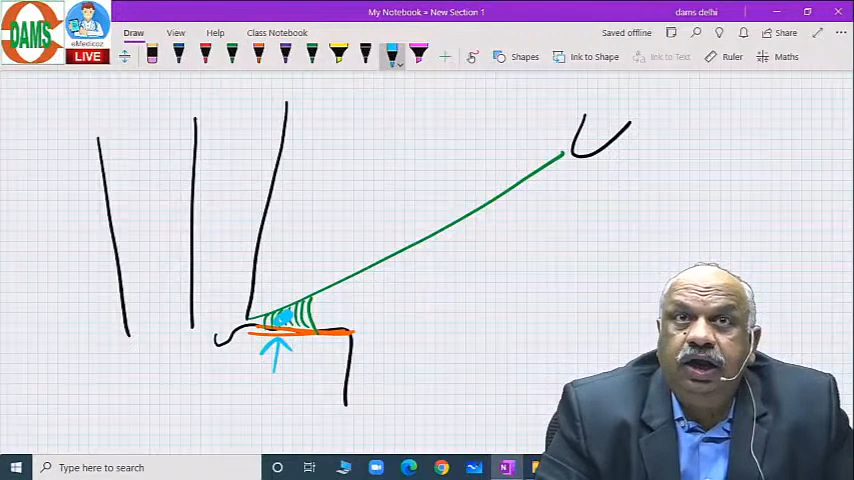 DAMS
eMedicoz
LIVE
My Notebook » New Section 1
dams delhi
Draw
View
Help
Class Notebook
Saved offline
Share
Shapes
Ink to Shape
Ink to Text
Ruler
Maths
Type here to search